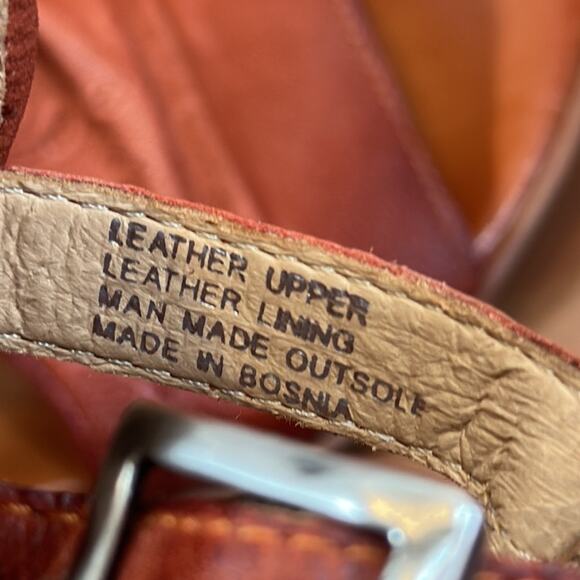 LEATHER UPPER
LEATHER LINING
MAN MADE OUTSOLE
MADE IN BOSNIA